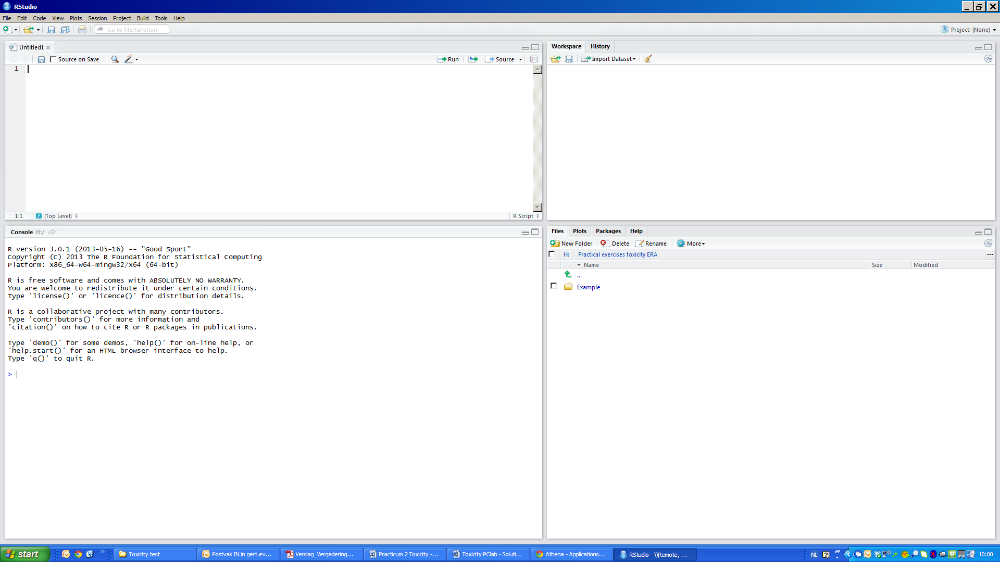 RStudio
File Edit Code View Plots Session Project Build Tools Help
Go to file/function
Project: (None)
Untitled1
Source on Save
Run
Source
1
1:1
(Top Level)
R Script
Console H:/
R version 3.0.1 (2013-05-16) -- "Good Sport"
Copyright (C) 2013 The R Foundation for Statistical Computing
Platform: x86_64-w64-mingw32/x64 (64-bit)
R is free software and comes with ABSOLUTELY NO WARRANTY.
You are welcome to redistribute it under certain conditions.
Type 'license()' or 'licence()' for distribution details.
R is a collaborative project with many contributors.
Type 'contributors()' for more information and
'citation()' on how to cite R or R packages in publications.
Type 'demo()' for some demos, 'help()' for on-line help, or
'help.start()' for an HTML browser interface to help.
Type 'q()' to quit R.
>
Workspace History
Import Dataset
Files Plots Packages Help
New Folder Delete Rename More
H: Practical exercises toxicity ERA ...
Name Size Modified
..
Example
start
Toxicity test
Postvak IN in gert.ev...
Verslag_Vergadering...
Practicum 2 Toxicity -...
Toxicity PClab - Soluti...
Athena - Applications...
RStudio - \\Remote, ...
NL
10:00